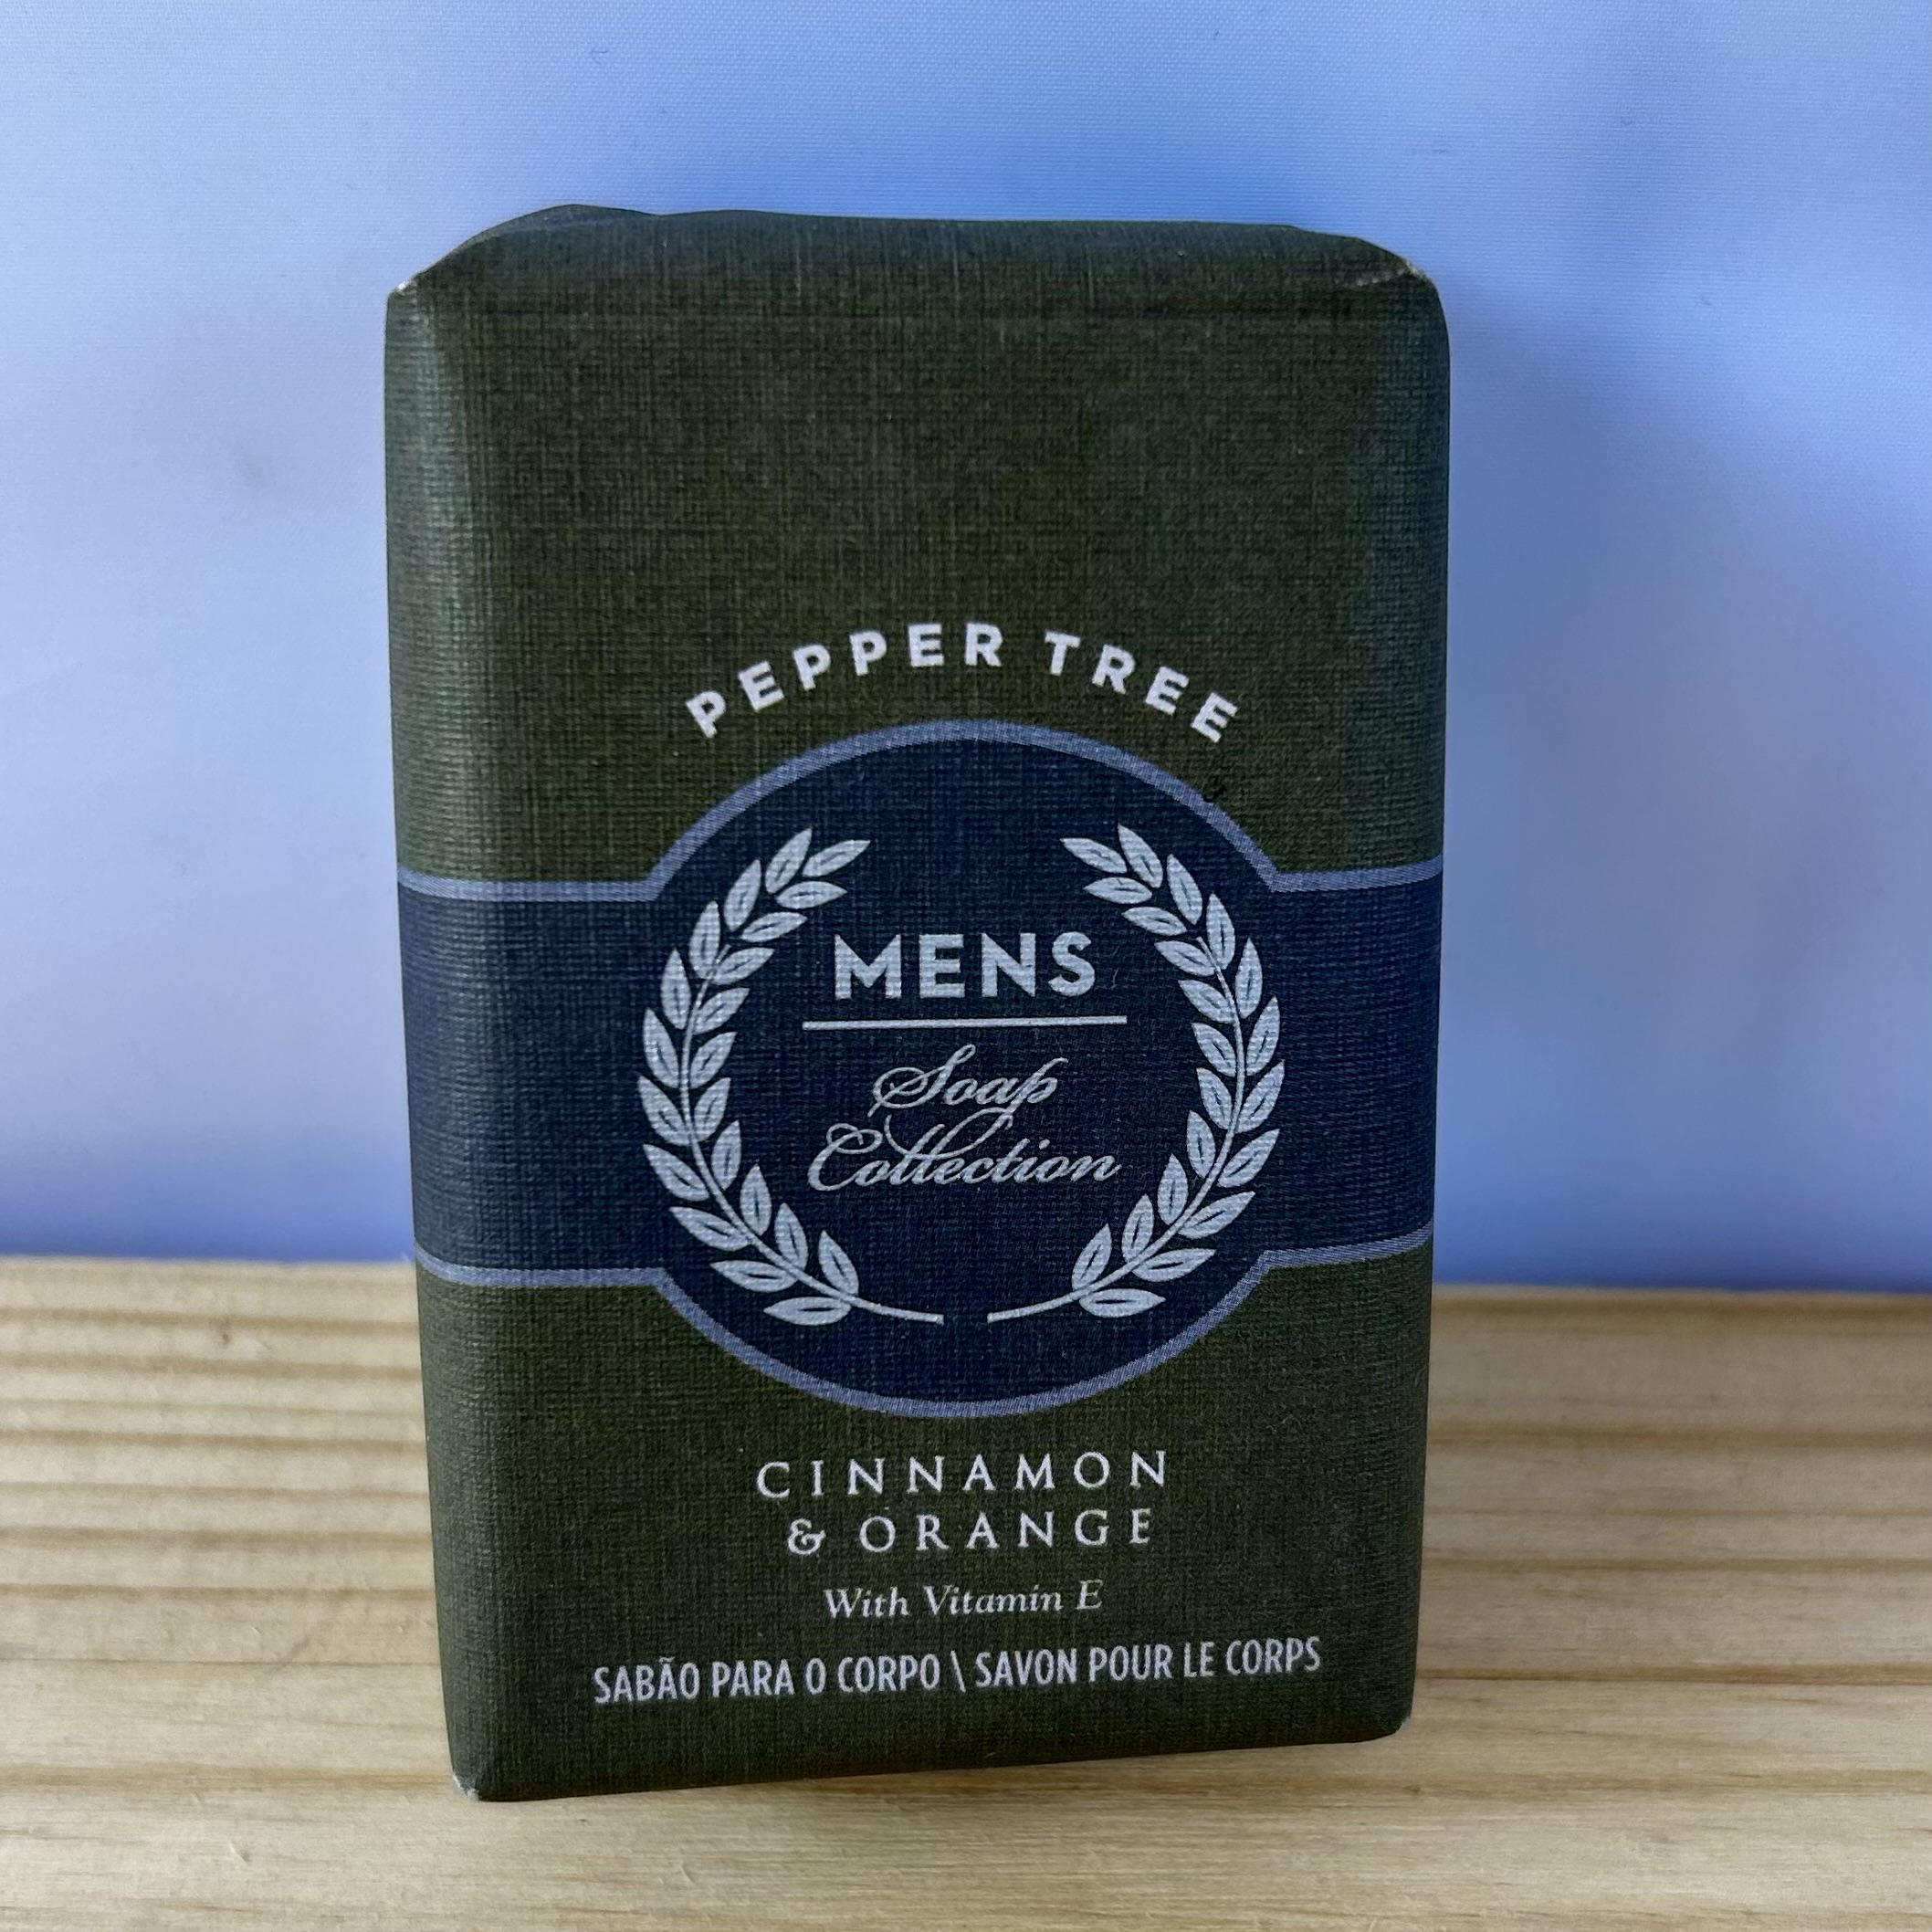 PEPPER TREE
MENS
Soap
Collection
CINNAMON
& ORANGE
With Vitamin E
SABÃO PARA O CORPO \ SAVON POUR LE CORPS